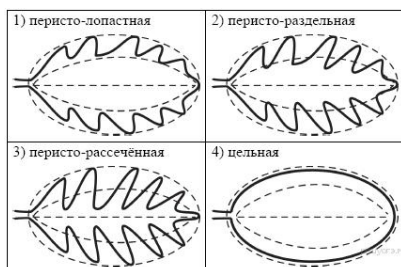 1) перисто-лопастная
2) перисто-раздельная
3) перисто-рассечённая
4) цельная